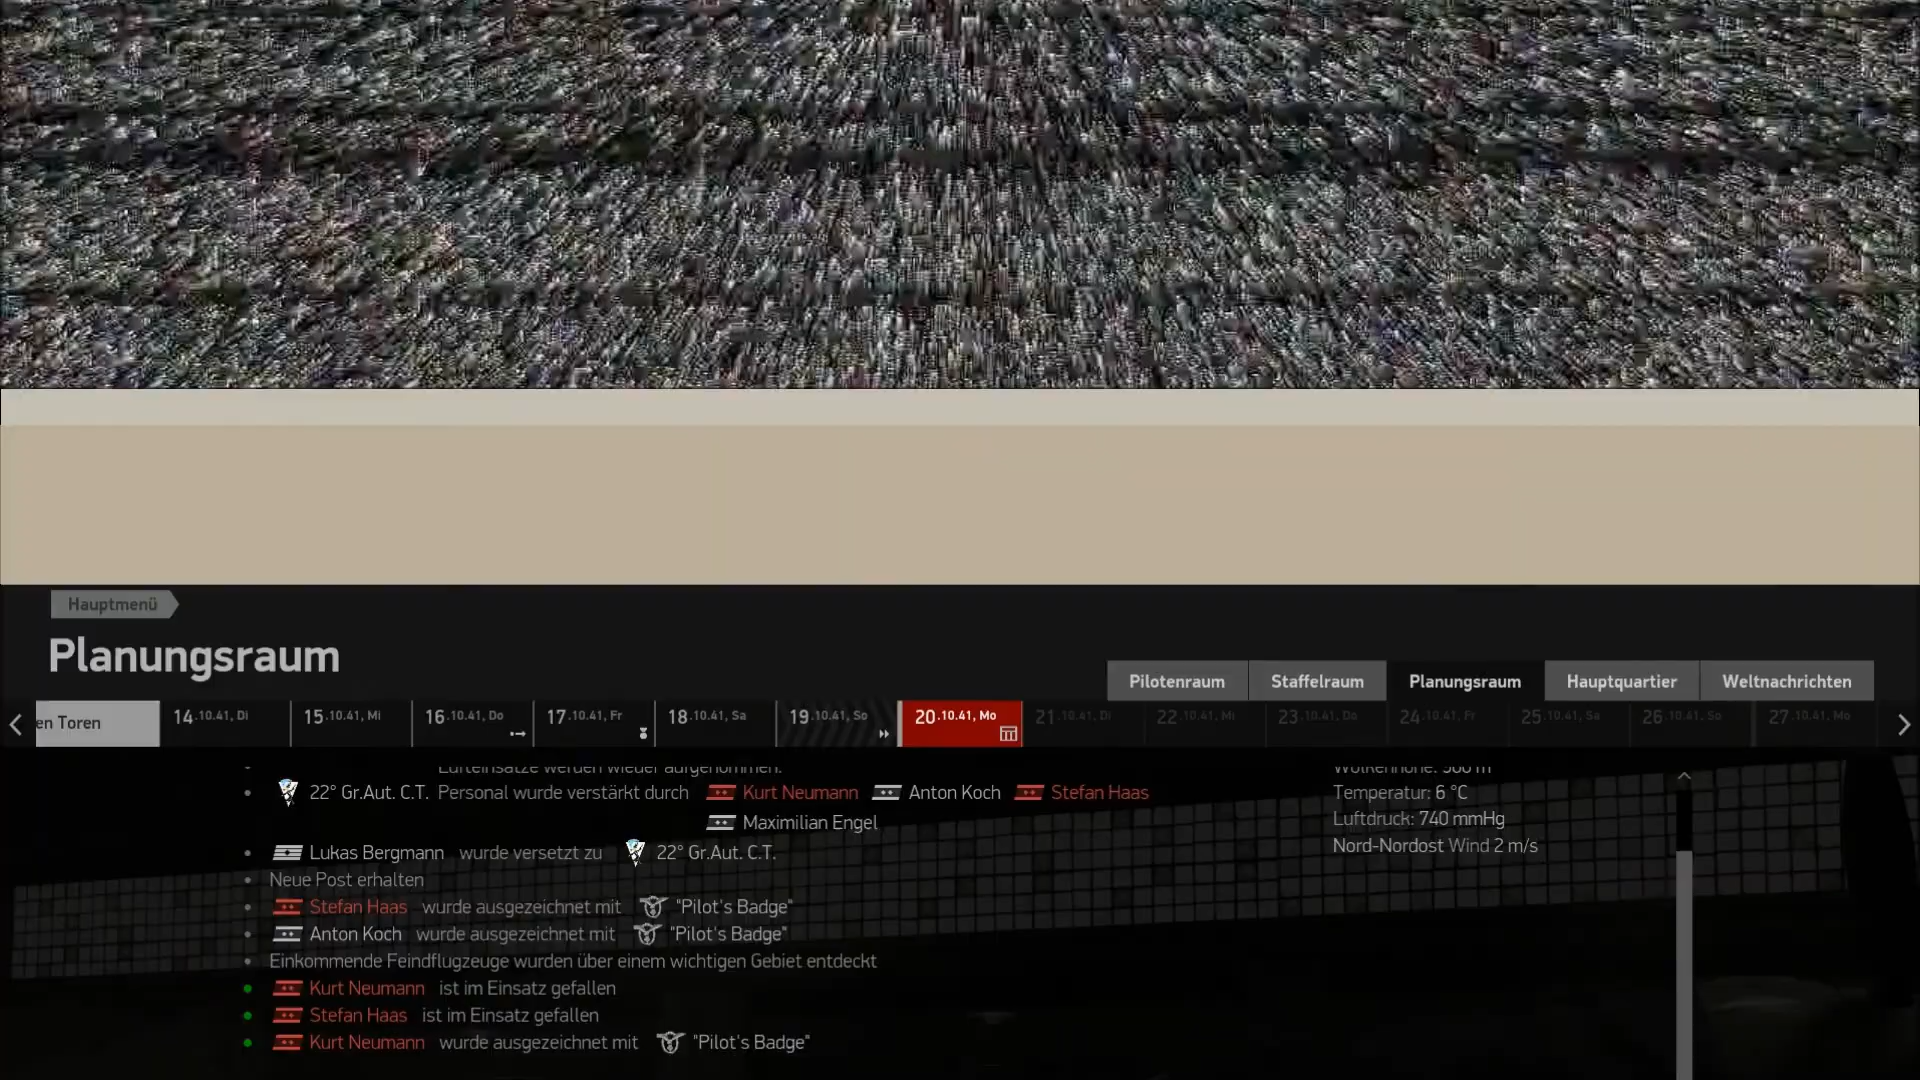 Hauptmenü
Planungsraum
Pilotenraum Staffelraum Planungsraum Hauptquartier Weltnachrichten
en Toren 14.10.41, Di 15.10.41, Mi 16.10.41, Do 17.10.41, Fr 18.10.41, Sa 19.10.41, So 20.10.41, Mo 21.10.41, Di 22.10.41, Mi 23.10.41, Do 24.10.41, Fr 25.10.41, Sa 26.10.41, So 27.10.41, Mo
Lufteinsätze werden wieder aufgenommen.
22° Gr.Aut. C.T. Personal wurde verstärkt durch Kurt Neumann Anton Koch Stefan Haas
Maximilian Engel
Lukas Bergmann wurde versetzt zu 22° Gr.Aut. C.T.
Neue Post erhalten
Stefan Haas wurde ausgezeichnet mit "Pilot's Badge"
Anton Koch wurde ausgezeichnet mit "Pilot's Badge"
Einkommende Feindflugzeuge wurden über einem wichtigen Gebiet entdeckt
Kurt Neumann ist im Einsatz gefallen
Stefan Haas ist im Einsatz gefallen
Kurt Neumann wurde ausgezeichnet mit "Pilot's Badge"
Wolkenhöhe:
Temperatur: 6 °C
Luftdruck: 740 mmHg
Nord-Nordost Wind 2 m/s